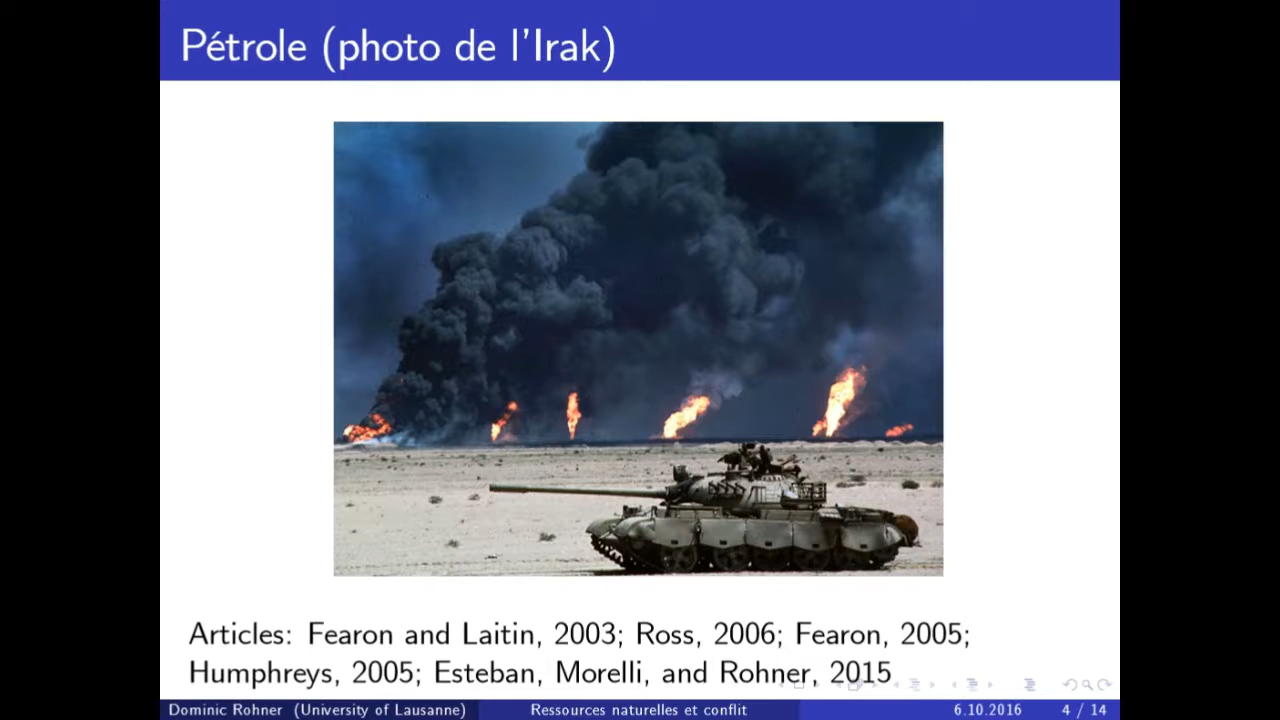 Pétrole (photo de l'Irak)
Articles: Fearon and Laitin, 2003; Ross, 2006; Fearon, 2005;
Humphreys, 2005; Esteban, Morelli, and Rohner, 2015
Dominic Rohner (University of Lausanne) Ressources naturelles et conflit 6.10.2016 4 / 14